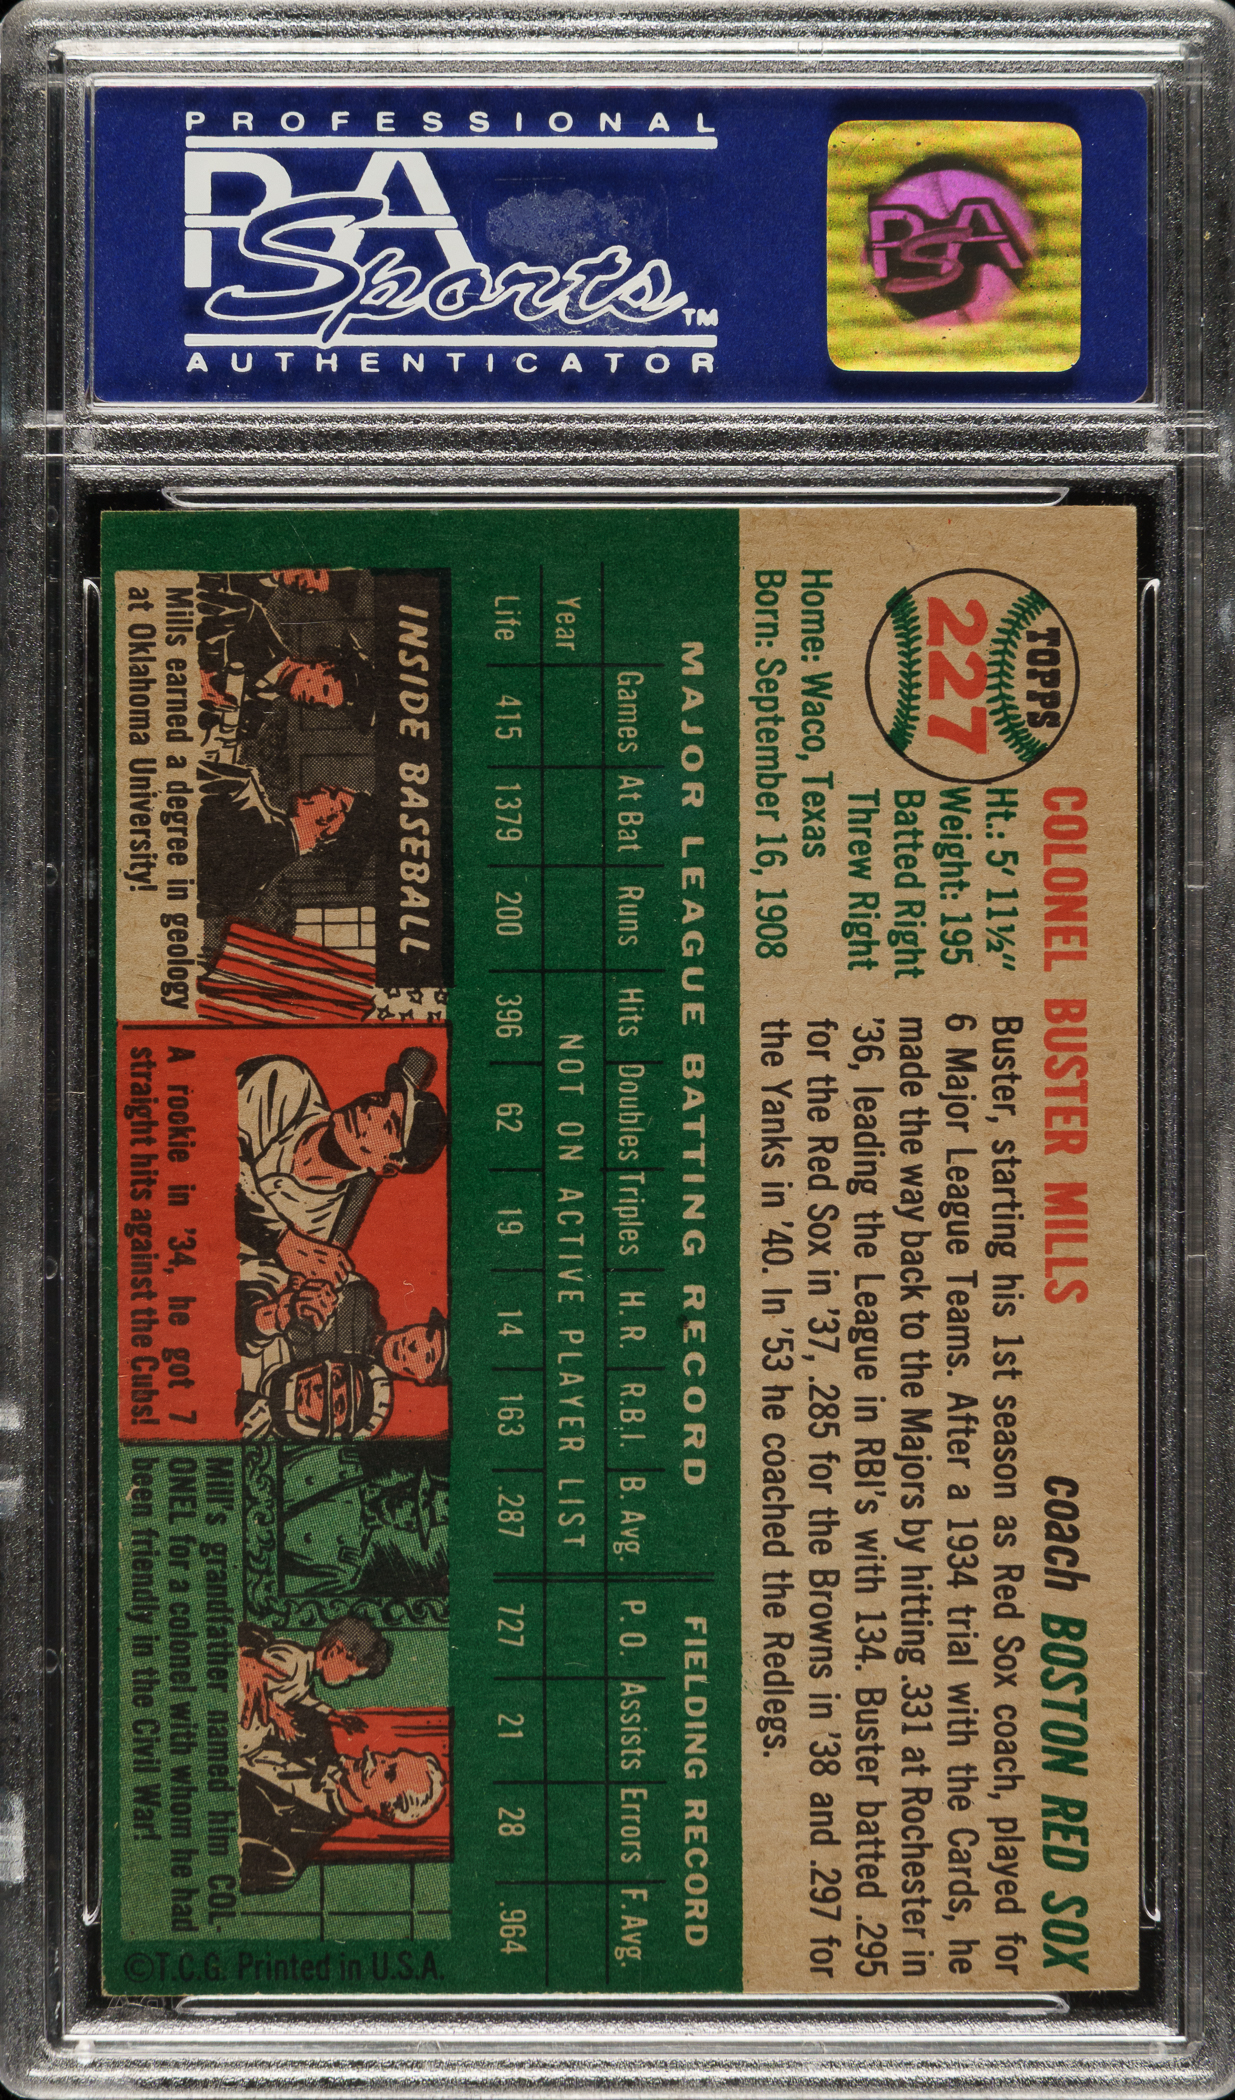 PROFESSIONAL
PSA
Sports™
AUTHENTICATOR
PSA
TOPPS
227
COLONEL BUSTER MILLS
coach BOSTON RED SOX
Ht.: 5' 11½"
Weight: 195
Batted Right
Threw Right
Home: Waco, Texas
Born: September 16, 1908
Buster, starting his 1st season as Red Sox coach, played for
6 Major League Teams. After a 1934 trial with the Cards, he
made the way back to the Majors by hitting .331 at Rochester in
'36, leading the League in RBI's with 134. Buster batted .295
for the Red Sox in '37, .285 for the Browns in '38 and .297 for
the Yanks in '40. In '53 he coached the Redlegs.
MAJOR LEAGUE BATTING RECORD FIELDING RECORD
Games At Bat Runs Hits Doubles Triples H.R. R.B.I. B. Avg. P.O. Assists Errors F. Avg.
Year NOT ON ACTIVE PLAYER LIST
Life 415 1379 200 396 62 19 14 163 .287 727 21 28 .964
INSIDE BASEBALL
Mills earned a degree in geology
at Oklahoma University!
A rookie in '34, he got 7
straight hits against the Cubs!
Mill's grandfather named him COL-
ONEL for a colonel with whom he had
been friendly in the Civil War!
©T.C.G. Printed in U.S.A.